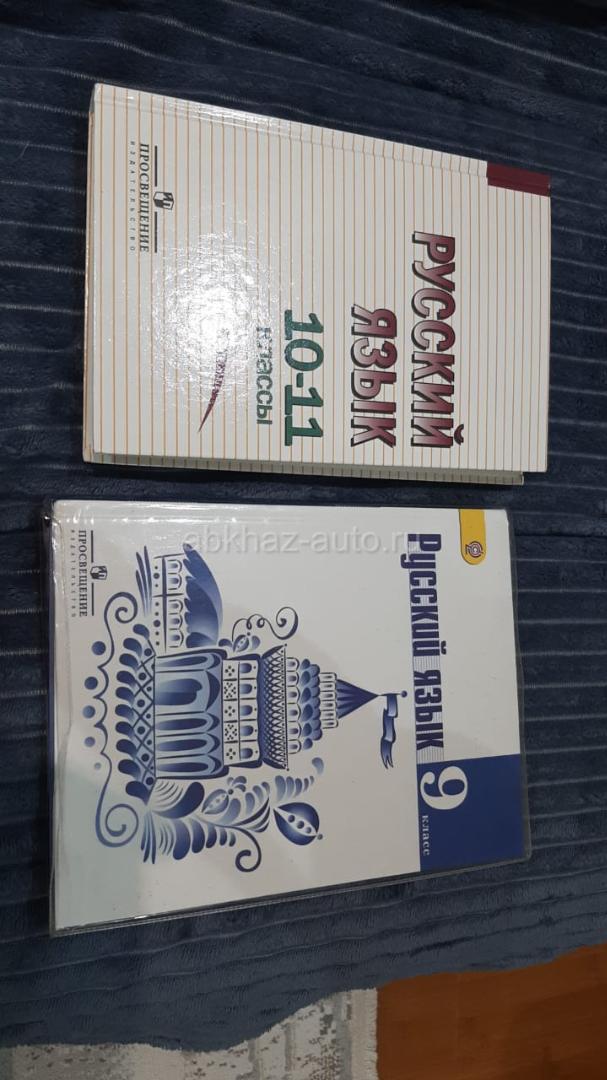 РУССКИЙ
ЯЗЫК
10-11
КЛАССЫ
ПРОСВЕЩЕНИЕ
ИЗДАТЕЛЬСТВО
abkhaz-auto.ru
Русский язык
9
класс
ПРОСВЕЩЕНИЕ
ИЗДАТЕЛЬСТВО